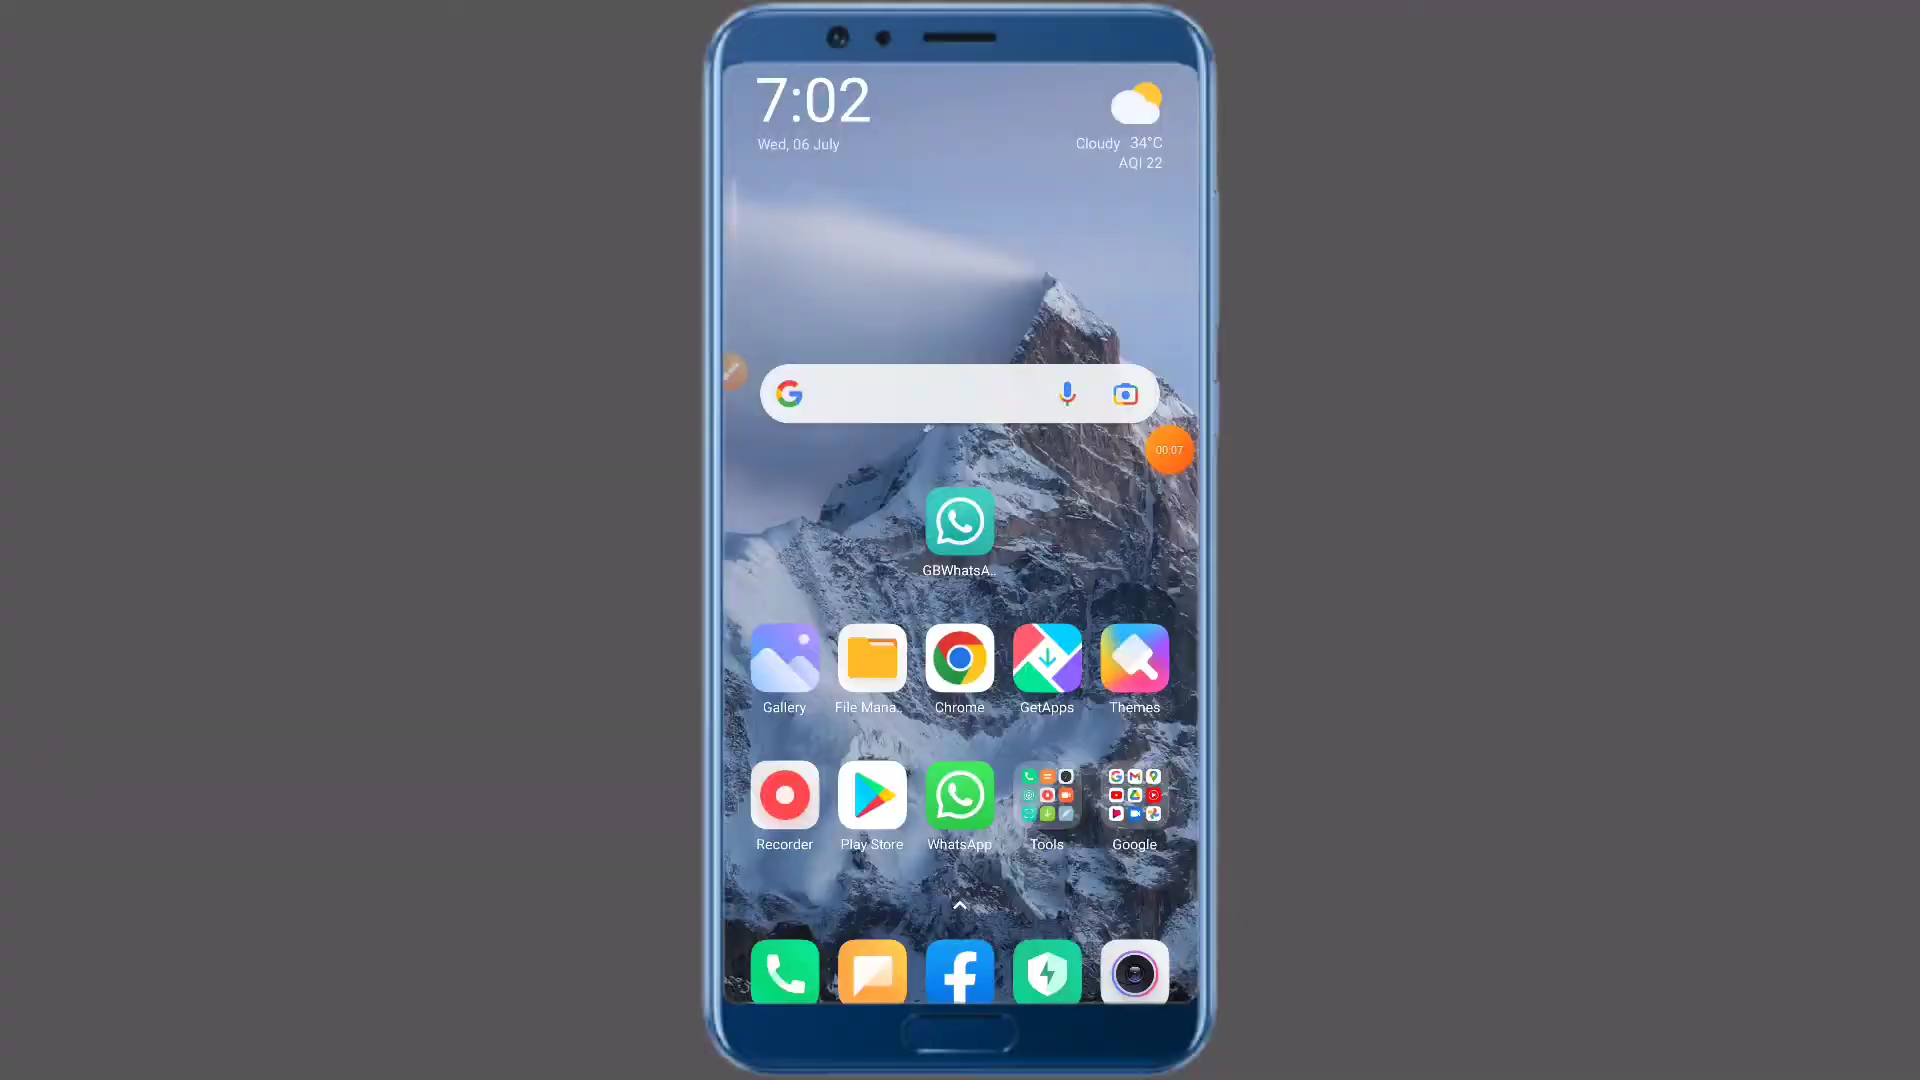 7:02
Wed, 06 July
Cloudy 34°C
AQI 22
00:07
GBWhatsA..
Gallery
File Mana..
Chrome
GetApps
Themes
Recorder
Play Store
WhatsApp
Tools
Google